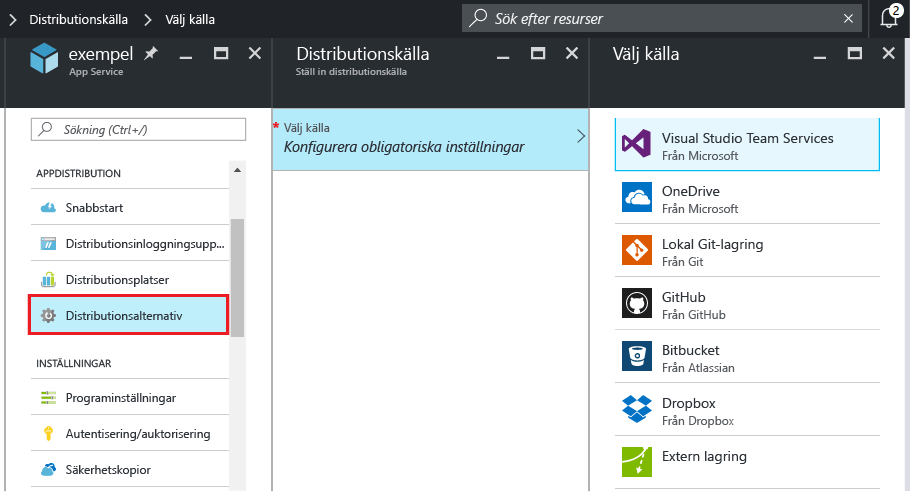 Distributionskälla
Välj källa
Sök efter resurser
2
exempel
App Service
Sökning (Ctrl+/)
APPDISTRIBUTION
Snabbstart
Distributionsinloggningsupp...
Distributionsplatser
Distributionsalternativ
INSTÄLLNINGAR
Programinställningar
Autentisering/auktorisering
Säkerhetskopior
Distributionskälla
Ställ in distributionskälla
* Välj källa
Konfigurera obligatoriska inställningar
Välj källa
Visual Studio Team Services
Från Microsoft
OneDrive
Från Microsoft
Lokal Git-lagring
Från Git
GitHub
Från GitHub
Bitbucket
Från Atlassian
Dropbox
Från Dropbox
Extern lagring